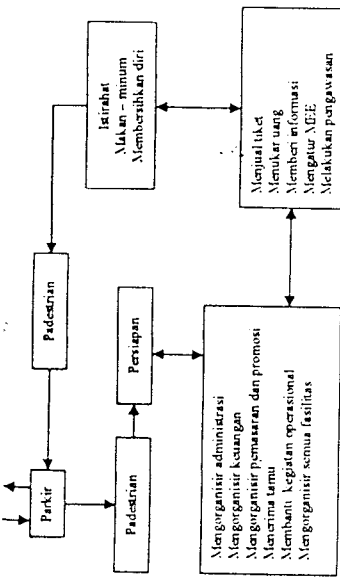 Parkir
Padestrian
Padestrian
Persiapan
Istirahat
Makan – minum
Membersihkan diri
Mengorganisir administrasi
Mengorganisir keuangan
Mengorganisir pemasaran dan promosi
Menerima tamu
Membantu kegiatan operasional
Mengorganisir semua fasilitas
Menjual tiket
Menukar uang
Memberi informasi
Mengatur MEE
Melakukan pengawasan